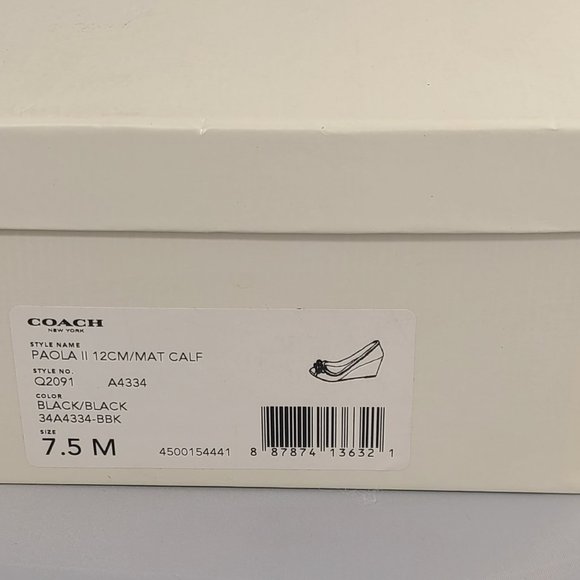 COACH
NEW YORK
STYLE NAME
PAOLA II 12CM/MAT CALF
STYLE NO.
Q2091 A4334
COLOR
BLACK/BLACK
34A4334-BBK
SIZE
7.5 M
4500154441
8 87874 13632 1